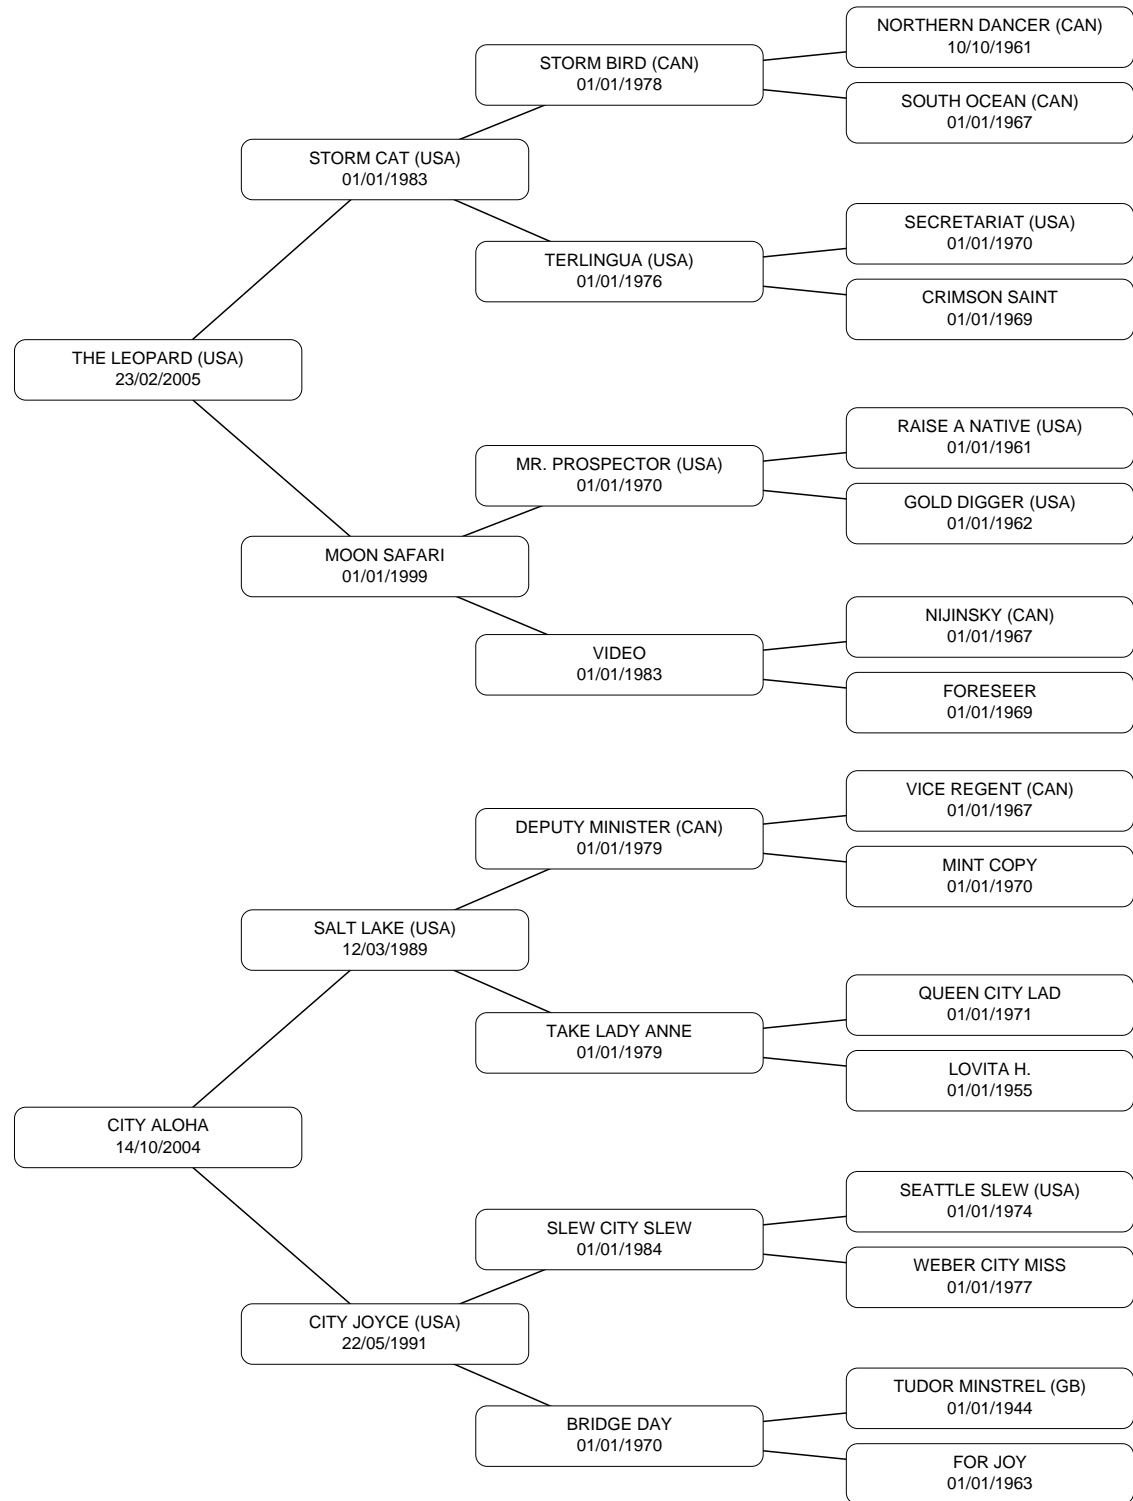 NORTHERN DANCER (CAN)
10/10/1961
STORM BIRD (CAN)
01/01/1978
SOUTH OCEAN (CAN)
01/01/1967
STORM CAT (USA)
01/01/1983
SECRETARIAT (USA)
01/01/1970
TERLINGUA (USA)
01/01/1976
CRIMSON SAINT
01/01/1969
THE LEOPARD (USA)
23/02/2005
RAISE A NATIVE (USA)
01/01/1961
MR. PROSPECTOR (USA)
01/01/1970
GOLD DIGGER (USA)
01/01/1962
MOON SAFARI
01/01/1999
NIJINSKY (CAN)
01/01/1967
VIDEO
01/01/1983
FORESEER
01/01/1969
VICE REGENT (CAN)
01/01/1967
DEPUTY MINISTER (CAN)
01/01/1979
MINT COPY
01/01/1970
SALT LAKE (USA)
12/03/1989
QUEEN CITY LAD
01/01/1971
TAKE LADY ANNE
01/01/1979
LOVITA H.
01/01/1955
CITY ALOHA
14/10/2004
SEATTLE SLEW (USA)
01/01/1974
SLEW CITY SLEW
01/01/1984
WEBER CITY MISS
01/01/1977
CITY JOYCE (USA)
22/05/1991
TUDOR MINSTREL (GB)
01/01/1944
BRIDGE DAY
01/01/1970
FOR JOY
01/01/1963